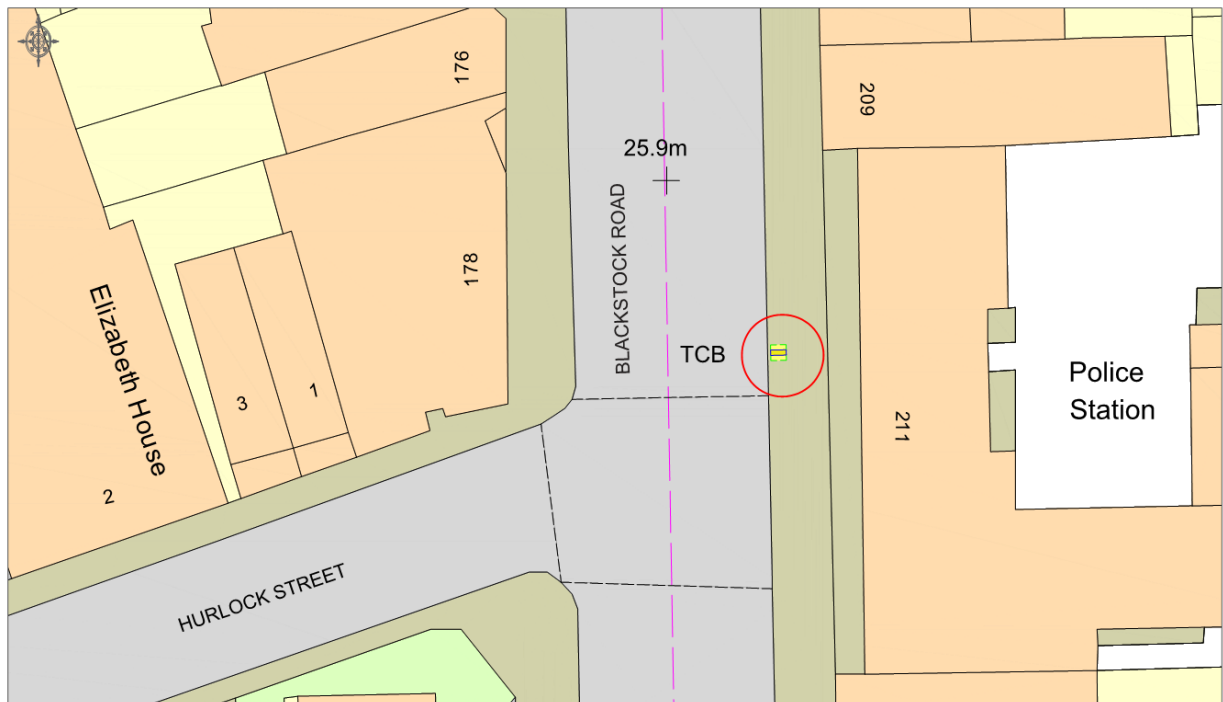 176
209
25.9m
BLACKSTOCK ROAD
178
Elizabeth House
TCB
Police
Station
3
1
211
2
HURLOCK STREET